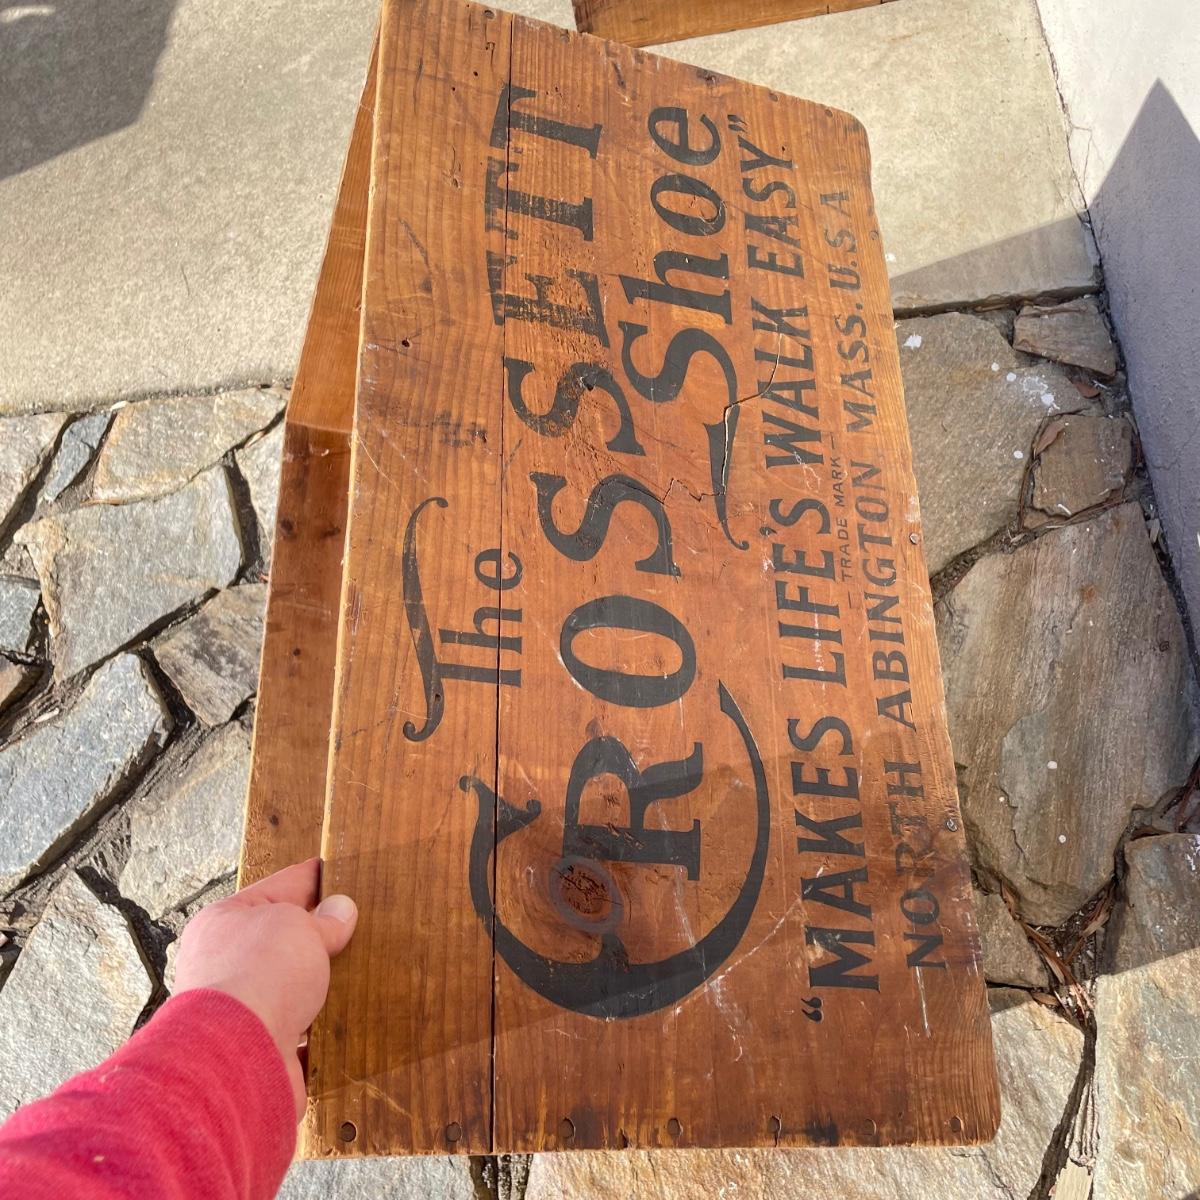 The
CROSSETT
Shoe
"MAKES LIFE'S WALK EASY"
TRADE MARK
NORTH ABINGTON MASS. U.S.A